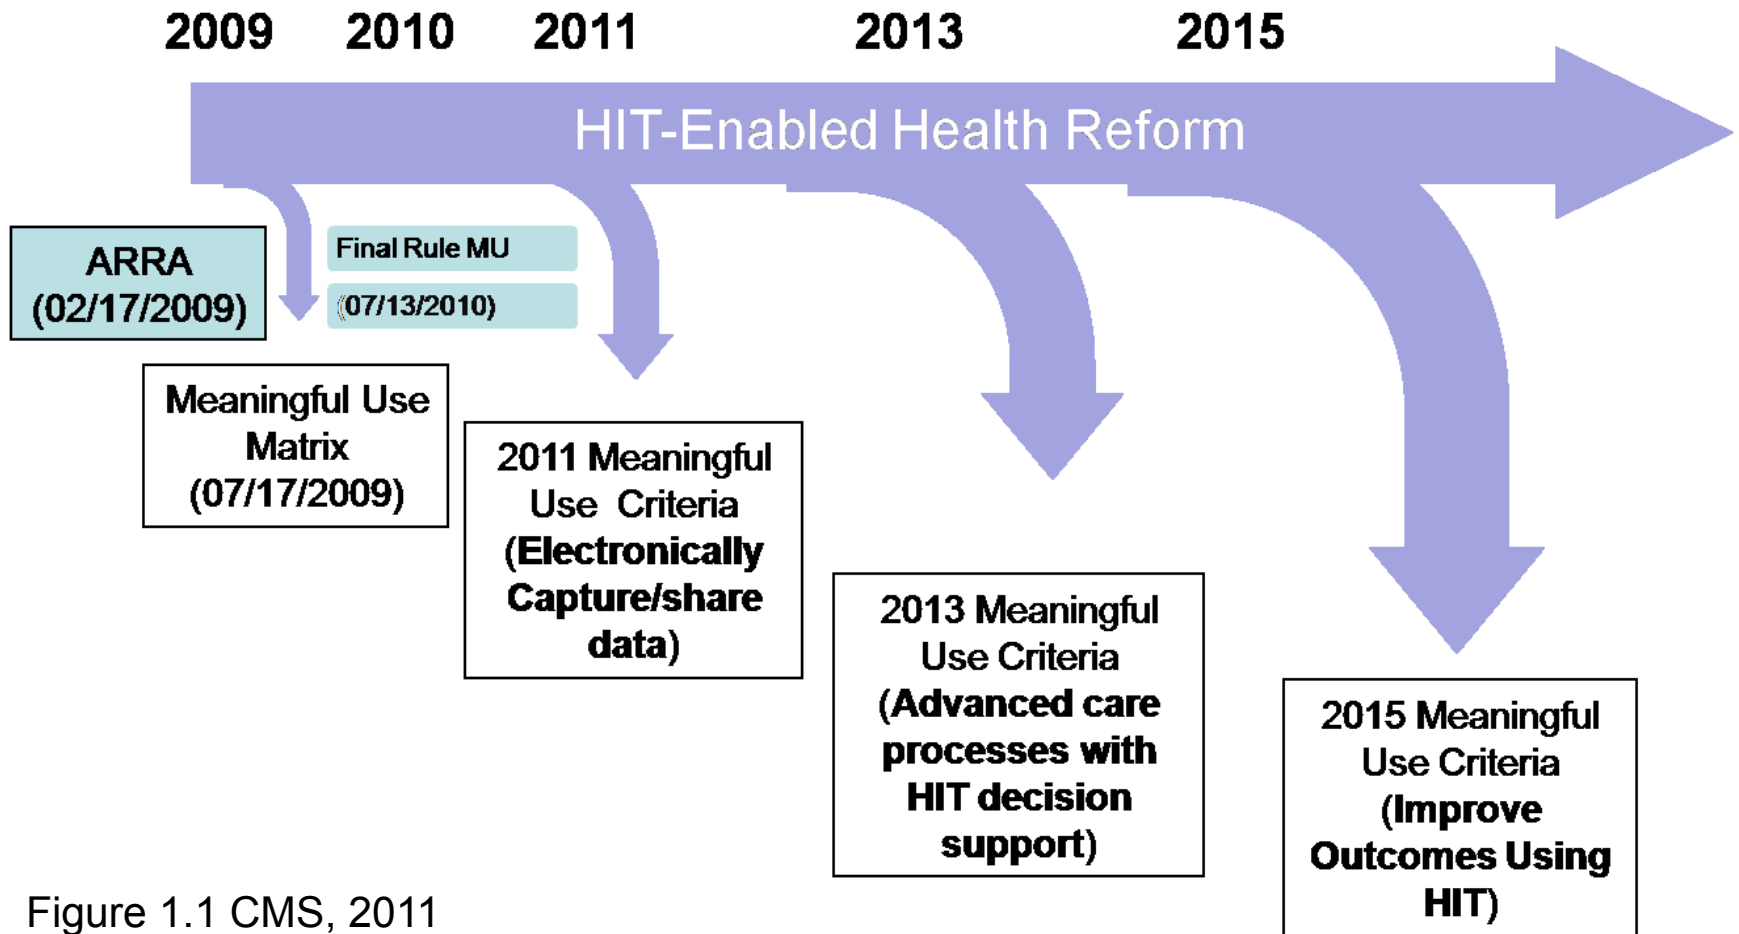 2009 2010 2011 2013 2015
HIT-Enabled Health Reform
ARRA
(02/17/2009)
Final Rule MU
(07/13/2010)
Meaningful Use
Matrix
(07/17/2009)
2011 Meaningful
Use Criteria
(Electronically
Capture/share
data)
2013 Meaningful
Use Criteria
(Advanced care
processes with
HIT decision
support)
2015 Meaningful
Use Criteria
(Improve
Outcomes Using
HIT)
Figure 1.1 CMS, 2011